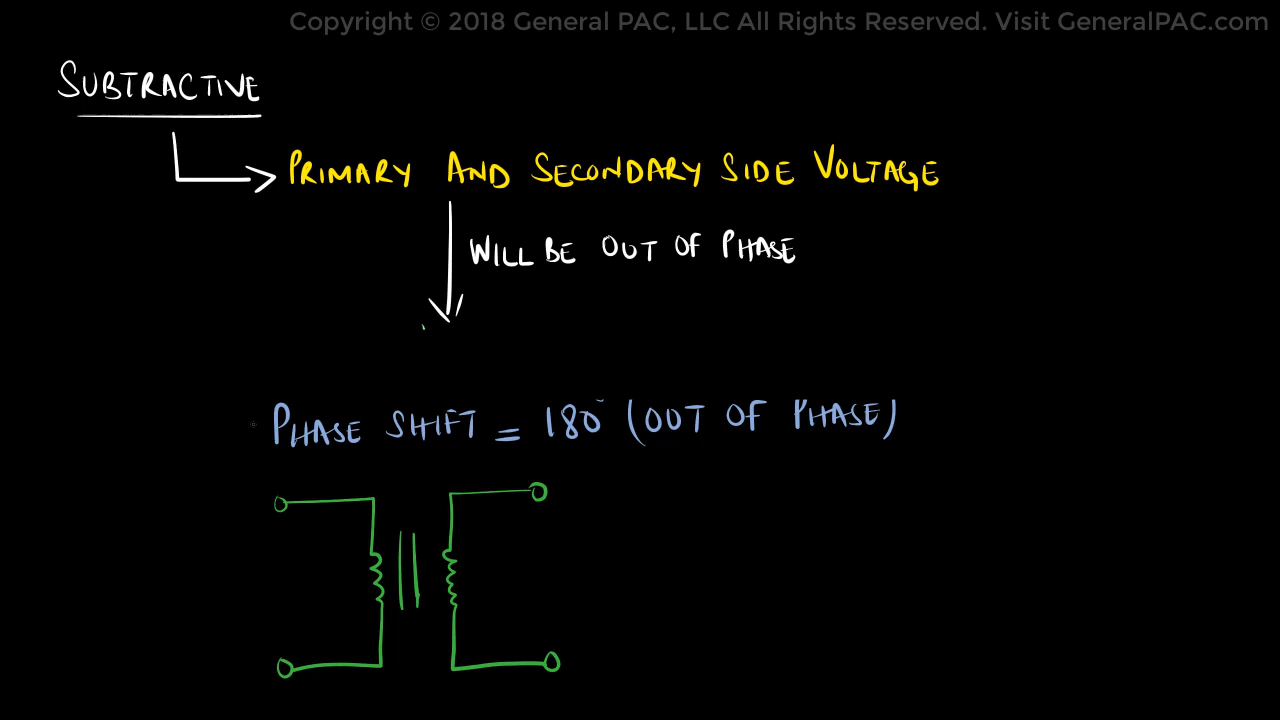 Copyright © 2018 General PAC, LLC All Rights Reserved. Visit GeneralPAC.com
SUBTRACTIVE
PRIMARY AND SECONDARY SIDE VOLTAGE
WILL BE OUT OF PHASE
PHASE SHIFT = 180° (OUT OF PHASE)